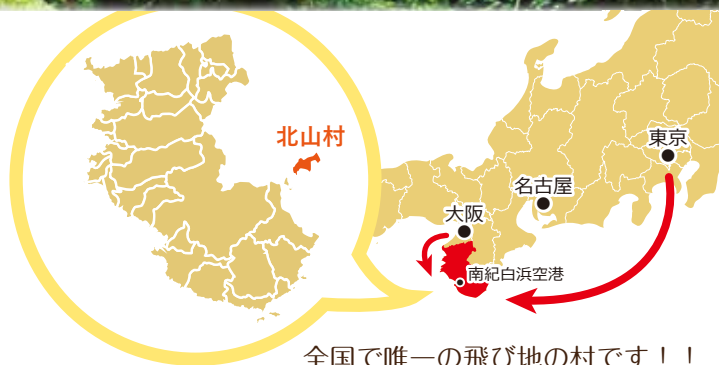 北山村
東京
名古屋
大阪
南紀白浜空港
全国で唯一の飛び地の村です！！